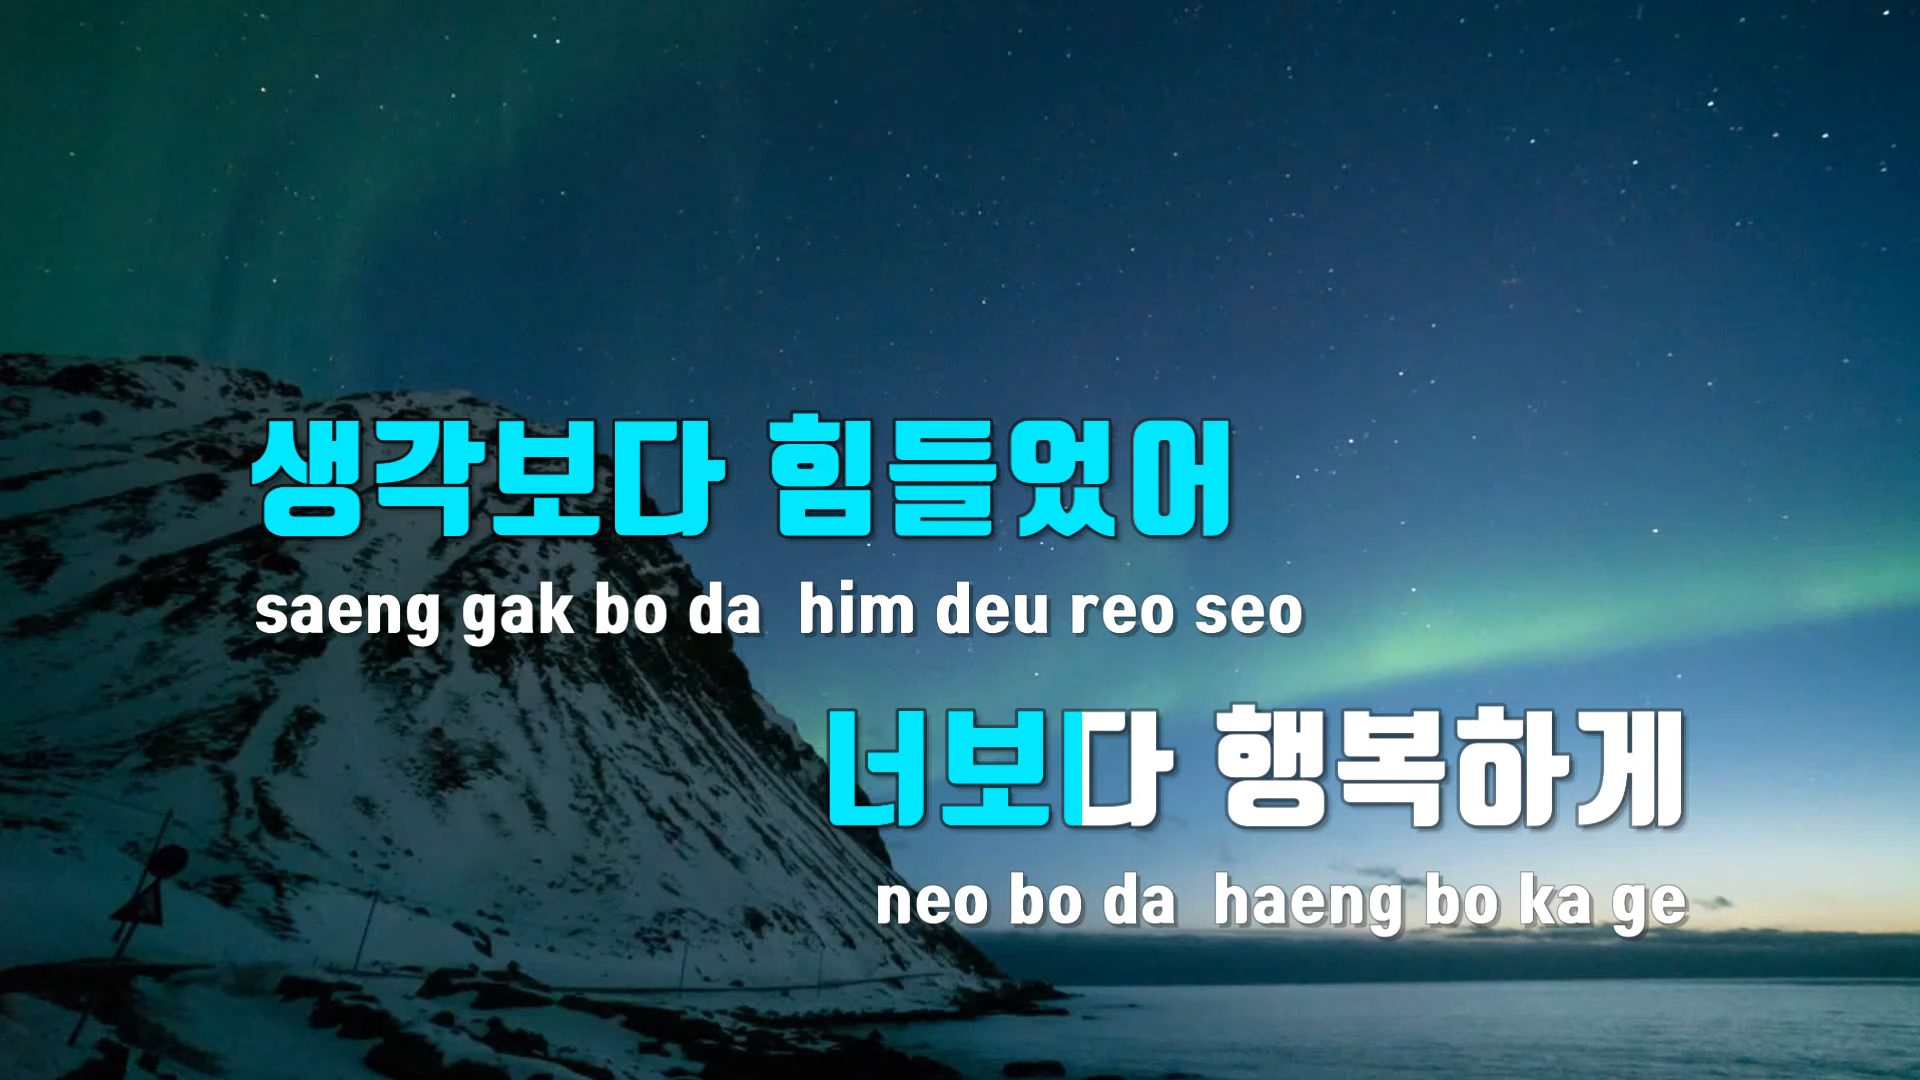 생각보다 힘들었어
saeng gak bo da him deu reo seo
너보다 행복하게
neo bo da haeng bo ka ge